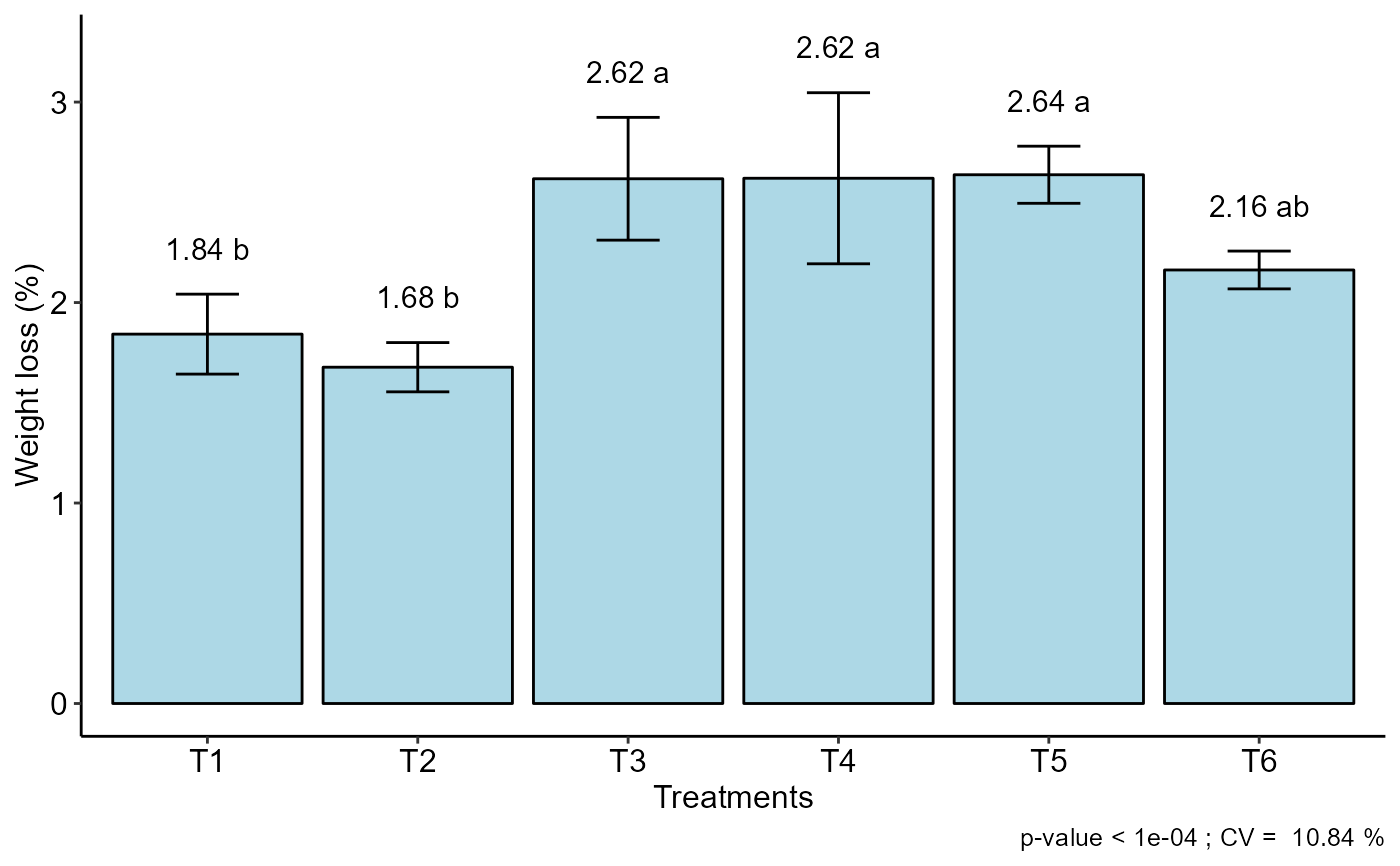 2.62 a
2.62 a
2.64 a
2.16 ab
1.84 b
1.68 b
3
2
1
0
Weight loss (%)
T1 T2 T3 T4 T5 T6
Treatments
p-value < 1e-04 ; CV =  10.84 %